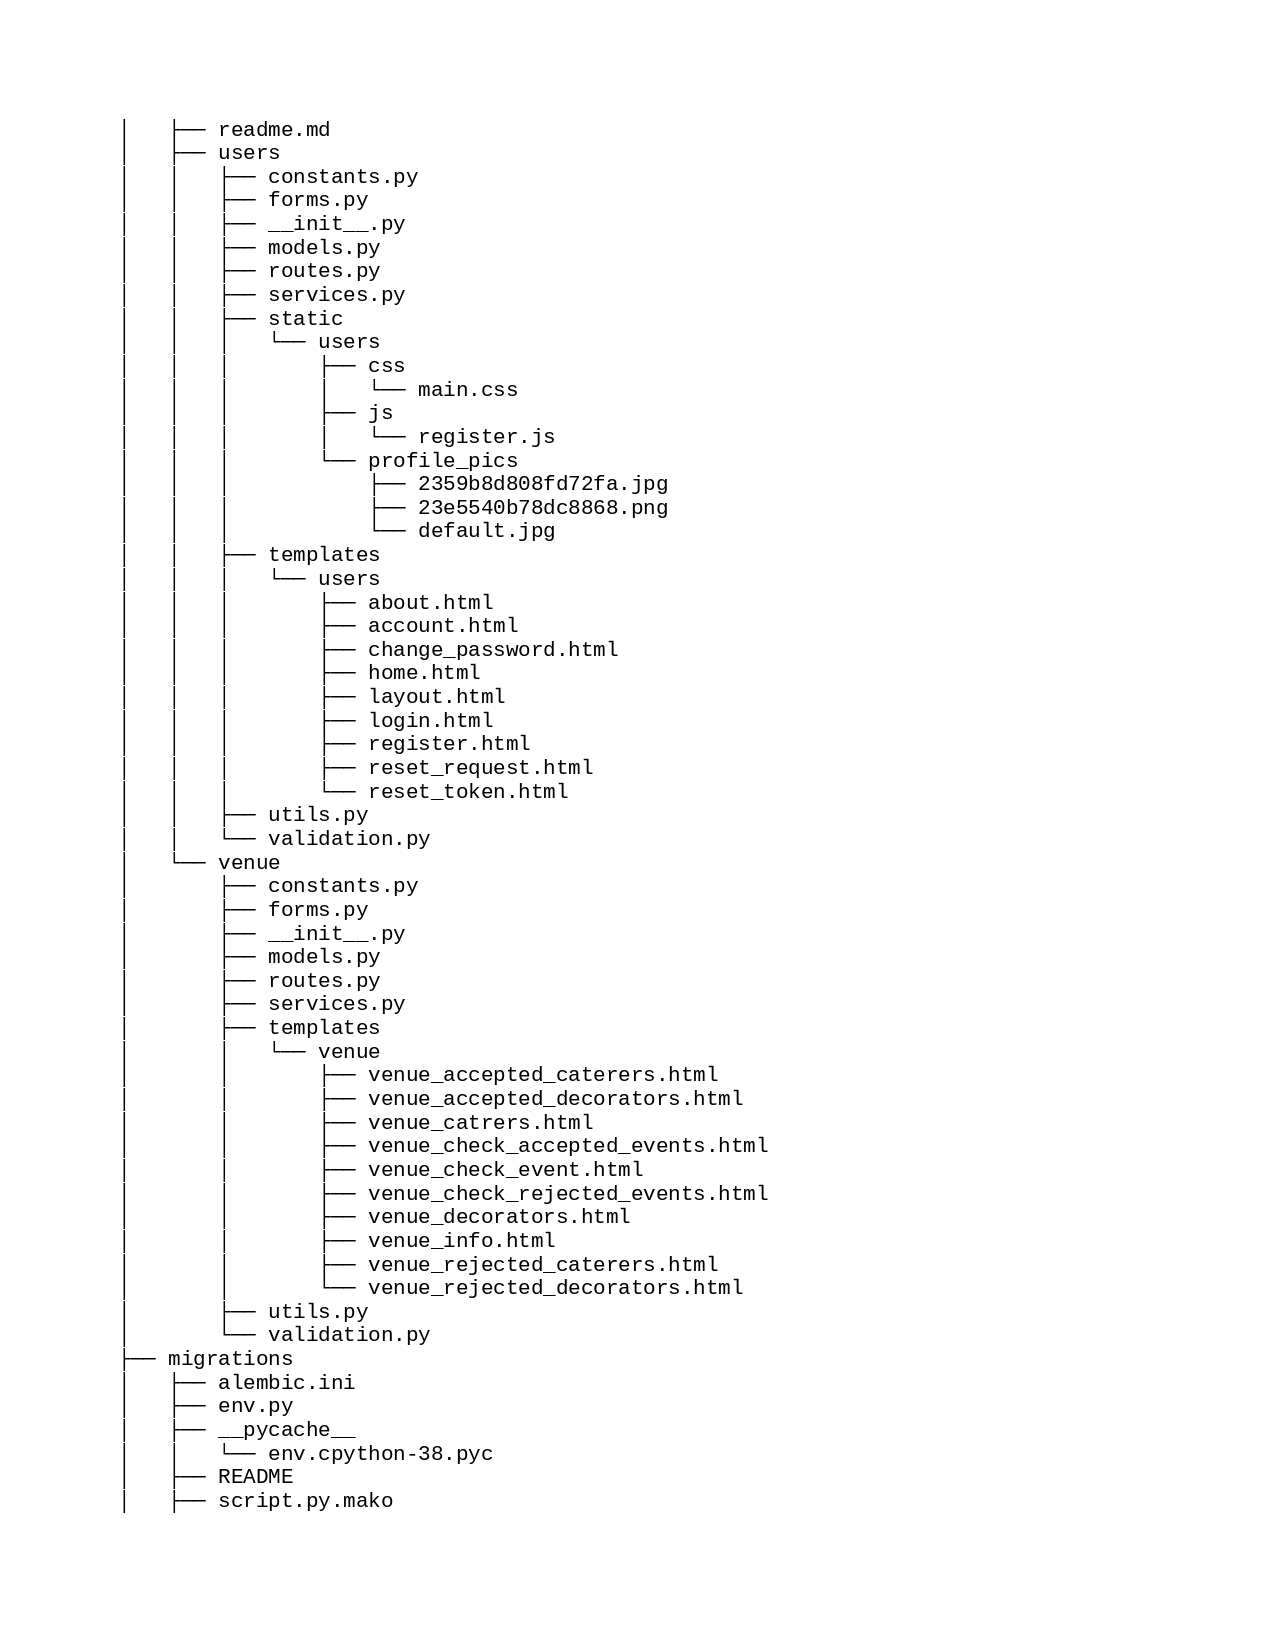 │   ├── readme.md
│   ├── users
│   │   ├── constants.py
│   │   ├── forms.py
│   │   ├── __init__.py
│   │   ├── models.py
│   │   ├── routes.py
│   │   ├── services.py
│   │   ├── static
│   │   │   └── users
│   │   │       ├── css
│   │   │       │   └── main.css
│   │   │       ├── js
│   │   │       │   └── register.js
│   │   │       └── profile_pics
│   │   │           ├── 2359b8d808fd72fa.jpg
│   │   │           ├── 23e5540b78dc8868.png
│   │   │           └── default.jpg
│   │   ├── templates
│   │   │   └── users
│   │   │       ├── about.html
│   │   │       ├── account.html
│   │   │       ├── change_password.html
│   │   │       ├── home.html
│   │   │       ├── layout.html
│   │   │       ├── login.html
│   │   │       ├── register.html
│   │   │       ├── reset_request.html
│   │   │       └── reset_token.html
│   │   ├── utils.py
│   │   └── validation.py
│   └── venue
│       ├── constants.py
│       ├── forms.py
│       ├── __init__.py
│       ├── models.py
│       ├── routes.py
│       ├── services.py
│       ├── templates
│       │   └── venue
│       │       ├── venue_accepted_caterers.html
│       │       ├── venue_accepted_decorators.html
│       │       ├── venue_catrers.html
│       │       ├── venue_check_accepted_events.html
│       │       ├── venue_check_event.html
│       │       ├── venue_check_rejected_events.html
│       │       ├── venue_decorators.html
│       │       ├── venue_info.html
│       │       ├── venue_rejected_caterers.html
│       │       └── venue_rejected_decorators.html
│       ├── utils.py
│       └── validation.py
├── migrations
│   ├── alembic.ini
│   ├── env.py
│   ├── __pycache__
│   │   └── env.cpython-38.pyc
│   ├── README
│   ├── script.py.mako